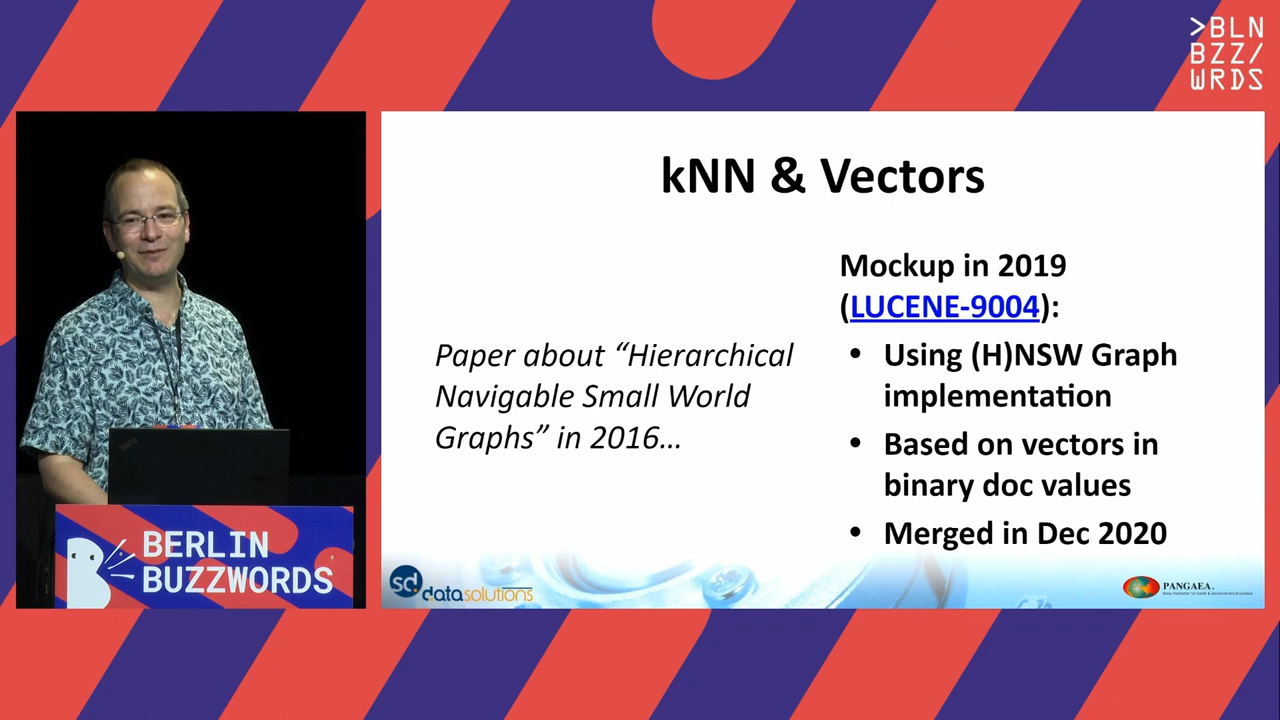 >BLN
BZZ/
WRDS
kNN & Vectors
Mockup in 2019
(LUCENE-9004):
Paper about “Hierarchical
Navigable Small World
Graphs” in 2016…
• Using (H)NSW Graph
implementation
• Based on vectors in
binary doc values
• Merged in Dec 2020
BERLIN
BUZZWORDS
sd.datasolutions
PANGAEA.